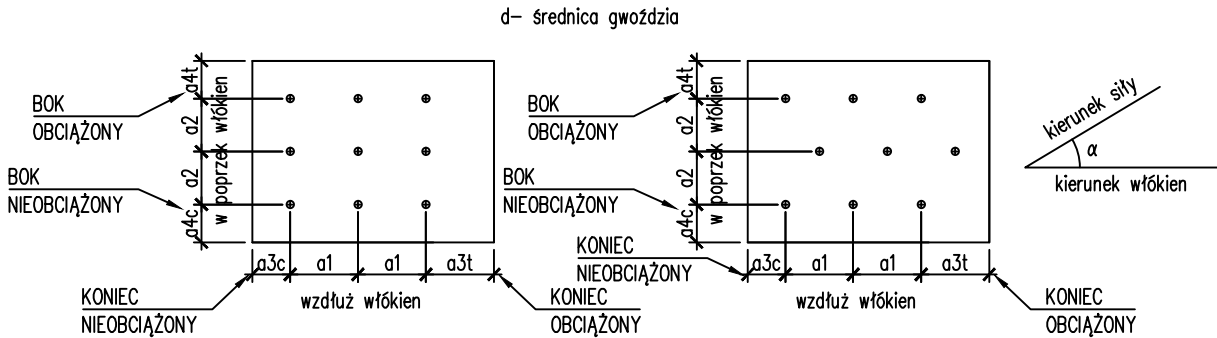 d- średnica gwoździa
a4t
BOK
OBCIĄŻONY
a2
w poprzek włókien
a2
BOK
NIEOBCIĄŻONY
a4c
a3c
a1
a1
a3t
wzdłuż włókien
KONIEC
NIEOBCIĄŻONY
KONIEC
OBCIĄŻONY
a4t
BOK
OBCIĄŻONY
a2
w poprzek włókien
a2
BOK
NIEOBCIĄŻONY
a4c
KONIEC
NIEOBCIĄŻONY
a3c
a1
a1
a3t
wzdłuż włókien
KONIEC
OBCIĄŻONY
kierunek siły
α
kierunek włókien